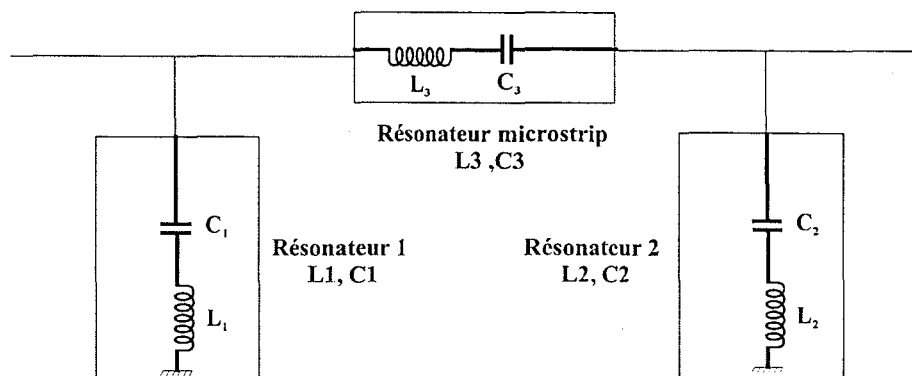 L₃ C₃
Résonateur microstrip
L3 ,C3
C₁
Résonateur 1
L1, C1
L₁
C₂
Résonateur 2
L2, C2
L₂